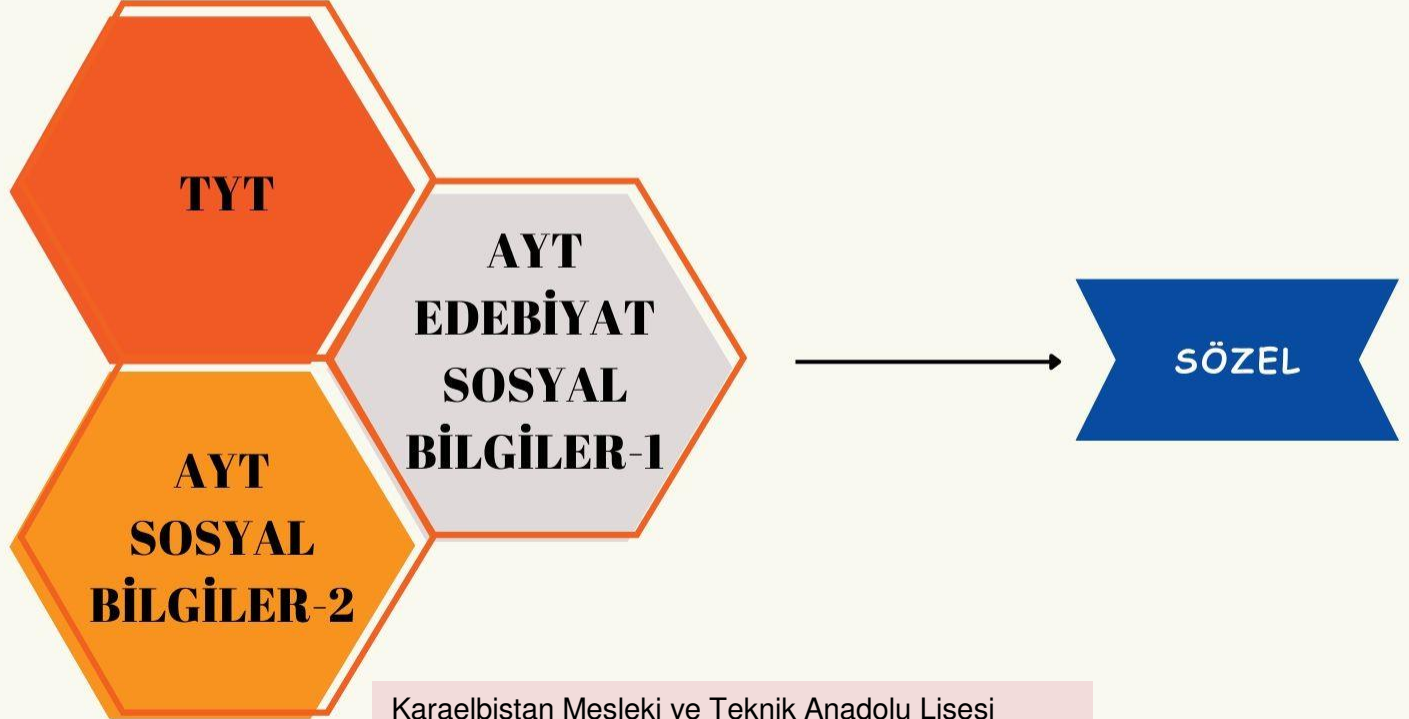 TYT
AYT
EDEBİYAT
SOSYAL
BİLGİLER-1
AYT
SOSYAL
BİLGİLER-2
SÖZEL
Karaelbistan Mesleki ve Teknik Anadolu Lisesi